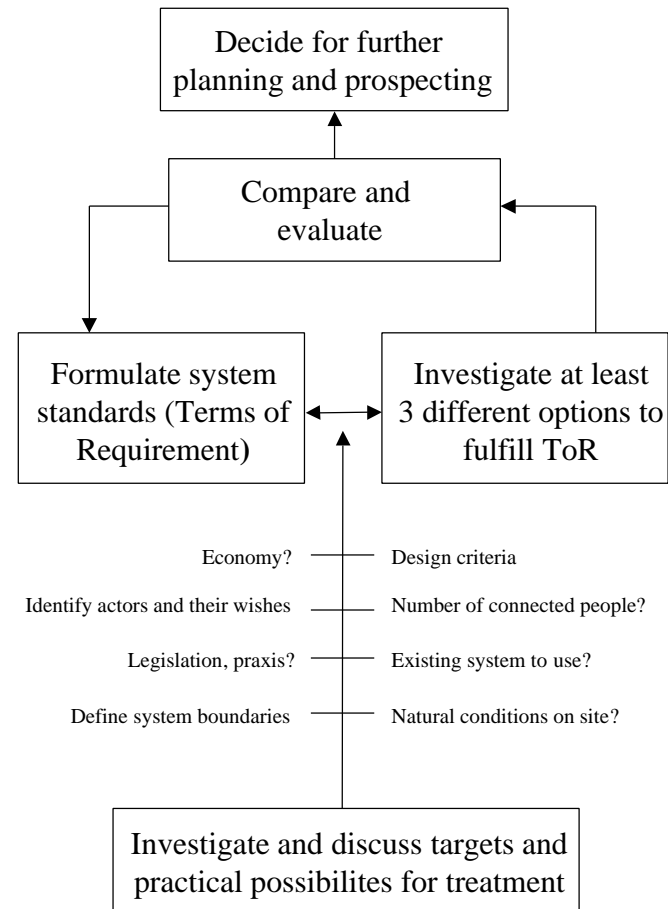 Decide for further
planning and prospecting
Compare and
evaluate
Formulate system
standards (Terms of
Requirement)
Investigate at least
3 different options to
fulfill ToR
Economy?
Design criteria
Identify actors and their wishes
Number of connected people?
Legislation, praxis?
Existing system to use?
Define system boundaries
Natural conditions on site?
Investigate and discuss targets and
practical possibilites for treatment